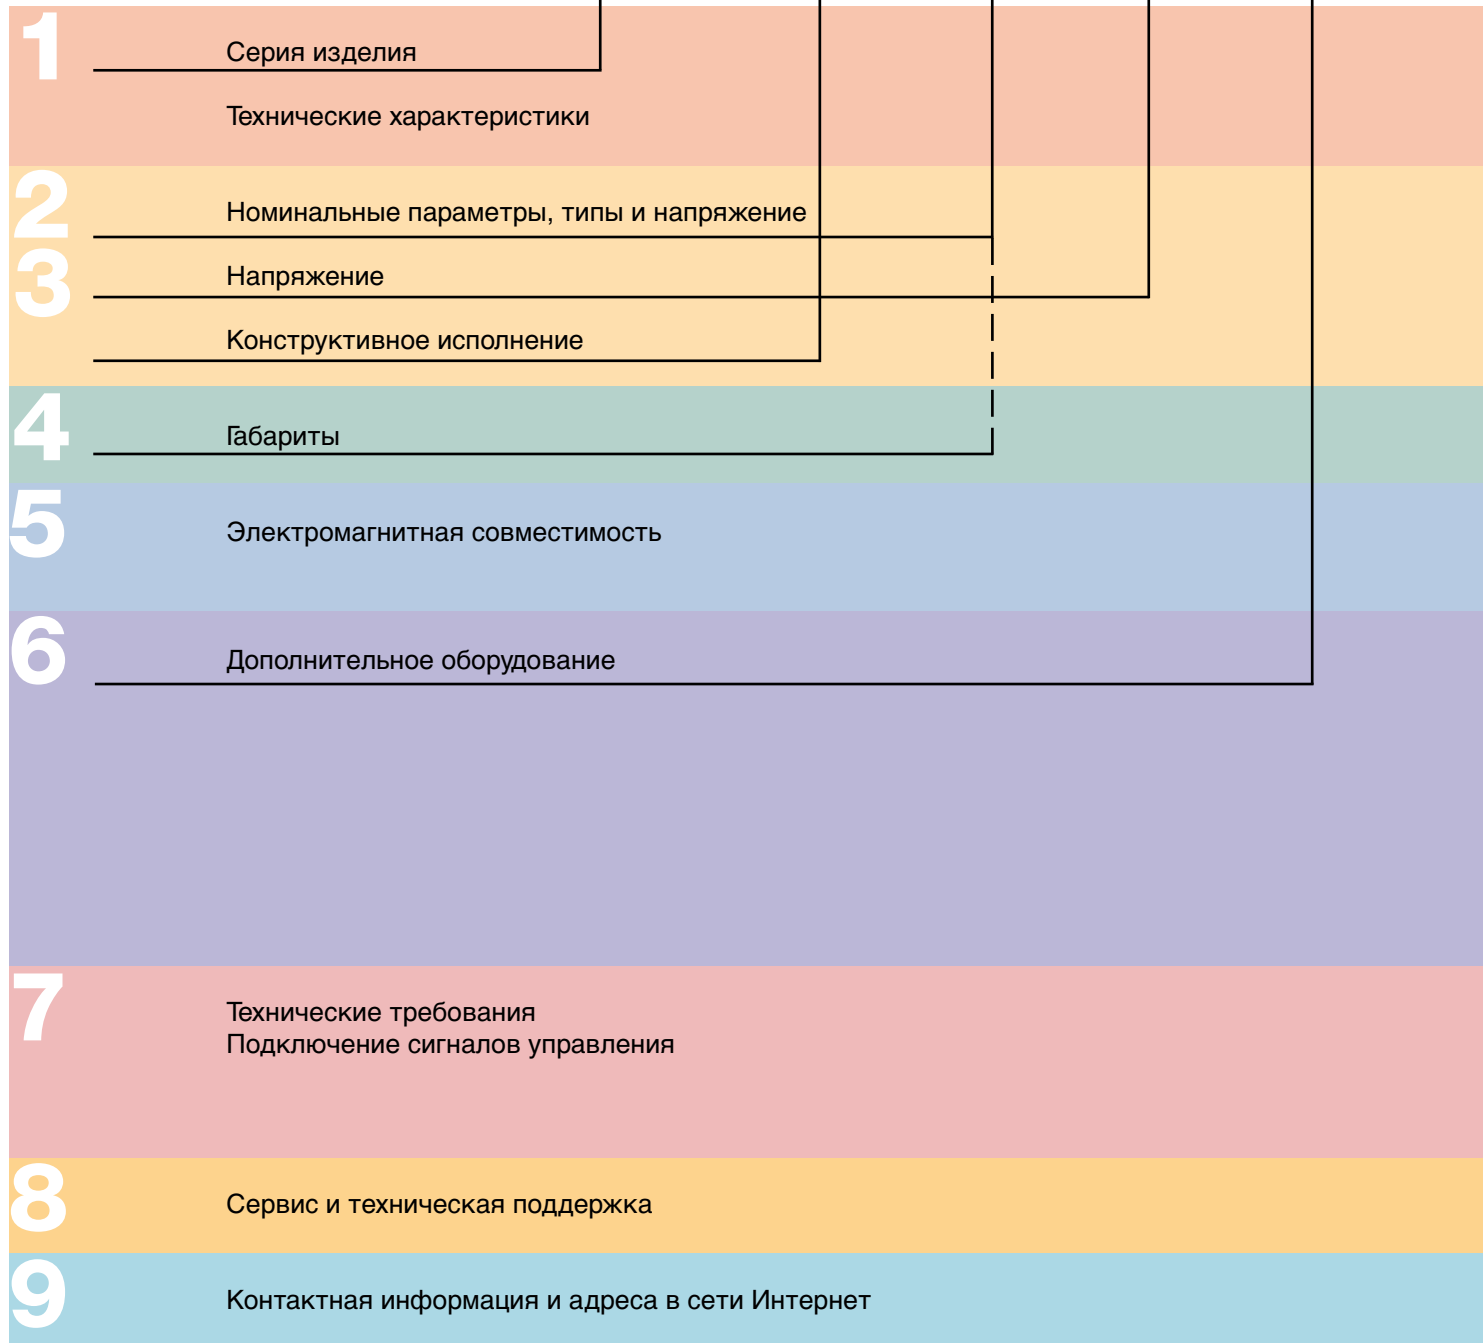 1
Серия изделия
Технические характеристики
2
Номинальные параметры, типы и напряжение
3
Напряжение
Конструктивное исполнение
4
Габариты
5
Электромагнитная совместимость
6
Дополнительное оборудование
7
Технические требования
Подключение сигналов управления
8
Сервис и техническая поддержка
9
Контактная информация и адреса в сети Интернет